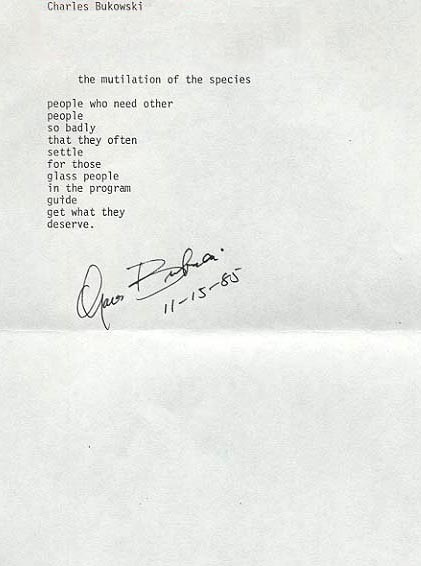 Charles Bukowski
the mutilation of the species
people who need other
people
so badly
that they often
settle
for those
glass people
in the program
guide
get what they
deserve.
Charles Bukowski
11-15-85